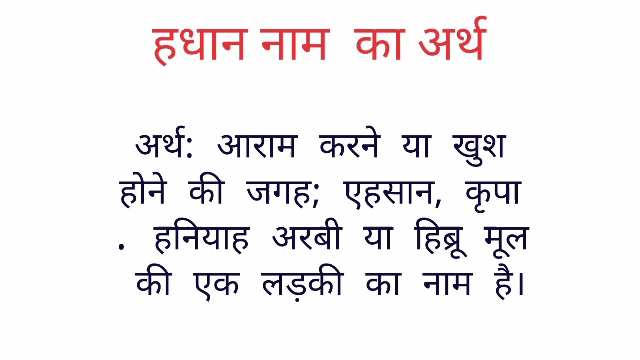 हधान नाम का अर्थ
अर्थ: आराम करने या खुश
होने की जगह; एहसान, कृपा
. हनियाह अरबी या हिब्रू मूल
की एक लड़की का नाम है।